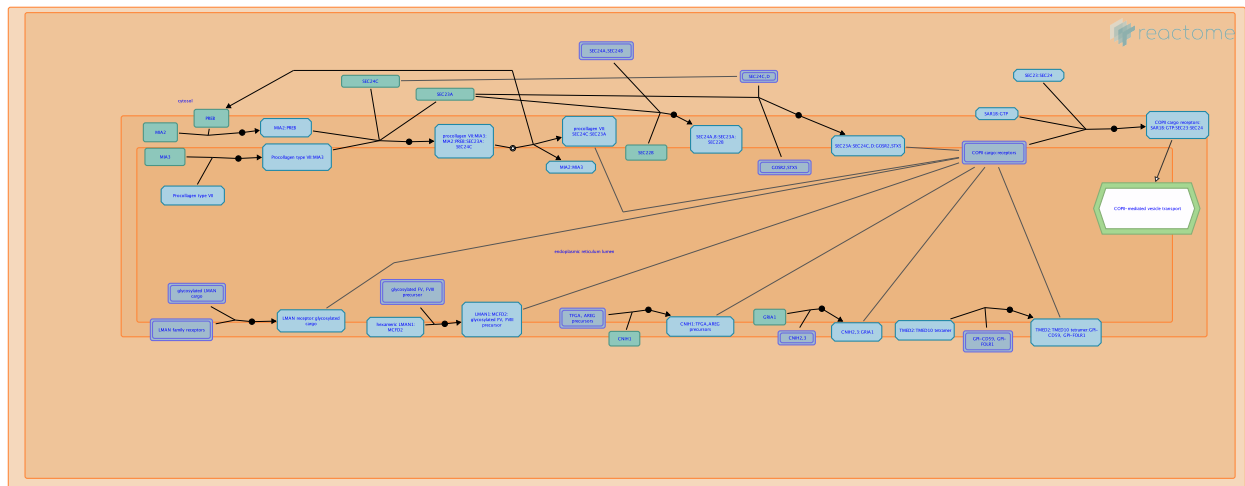 reactome
SEC24A,SEC24B
SEC24C
SEC24C,D
SEC23:SEC24
SEC23A
cytosol
PREB
SAR1B:GTP
COPII cargo receptors:
SAR1B:GTP:SEC23:SEC24
MIA2
MIA2:PREB
procollagen VII:MIA3:
MIA2:PREB:SEC23A:
SEC24C
procollagen VII:
SEC24C:SEC23A
SEC24A,B:SEC23A:
SEC22B
SEC22B
SEC23A:SEC24C,D:GOSR2,STX5
COPII cargo receptors
MIA3
Procollagen type VII:MIA3
MIA2:MIA3
GOSR2,STX5
Procollagen type VII
COPII-mediated vesicle transport
endoplasmic reticulum lumen
glycosylated LMAN
cargo
glycosylated FV, FVIII
precursor
LMAN family receptors
LMAN receptor:glycosylated
cargo
hexameric LMAN1:
MCFD2
LMAN1:MCFD2:
glycosylated FV, FVIII
precursor
TFGA, AREG
precursors
CNIH1
CNIH1:TFGA,AREG
precursors
GRIA1
CNIH2,3
CNIH2,3:GRIA1
TMED2:TMED10 tetramer
GPI-CD59, GPI-
FOLR1
TMED2:TMED10 tetramer:GPI-
CD59, GPI-FOLR1